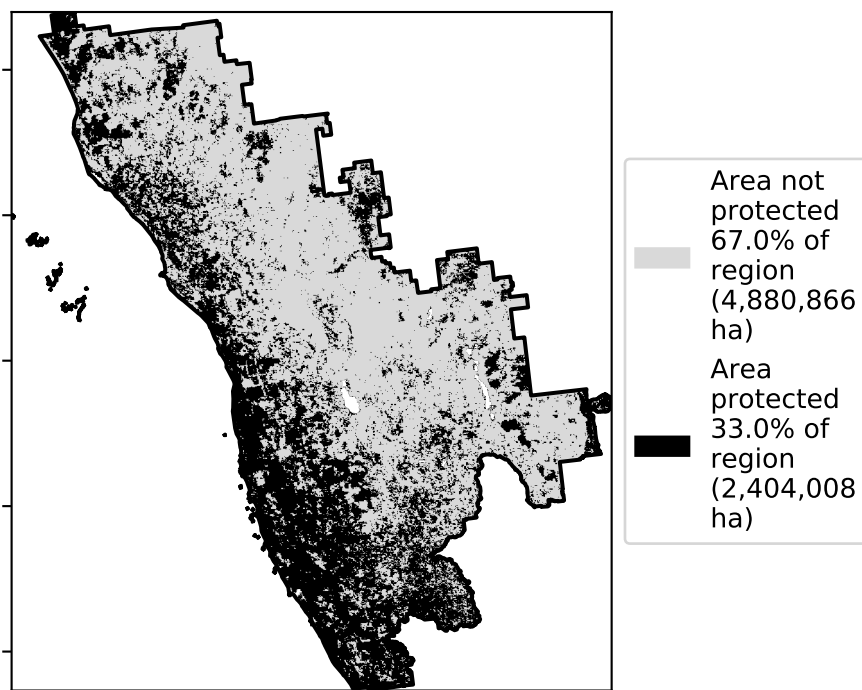 Area not
protected
67.0% of
region
(4,880,866
ha)
Area
protected
33.0% of
region
(2,404,008
ha)